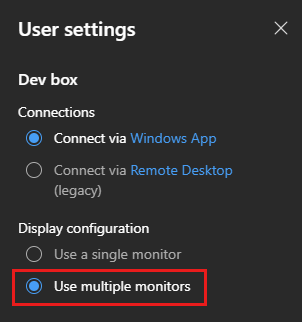 User settings
Dev box
Connections
Connect via Windows App
Connect via Remote Desktop
(legacy)
Display configuration
Use a single monitor
Use multiple monitors